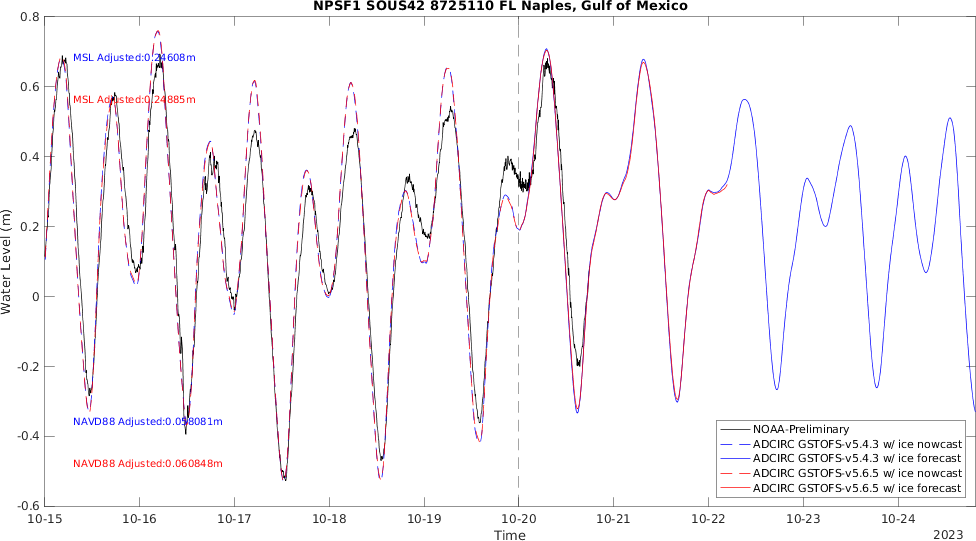 NPSF1 SOUS42 8725110 FL Naples, Gulf of Mexico
0.8
0.6
0.4
0.2
0
-0.2
-0.4
-0.6
Water Level (m)
MSL Adjusted:0.24608m
MSL Adjusted:0.24885m
NAVD88 Adjusted:0.058081m
NAVD88 Adjusted:0.060848m
NOAA-Preliminary
ADCIRC GSTOFS-v5.4.3 w/ ice nowcast
ADCIRC GSTOFS-v5.4.3 w/ ice forecast
ADCIRC GSTOFS-v5.6.5 w/ ice nowcast
ADCIRC GSTOFS-v5.6.5 w/ ice forecast
10-15 10-16 10-17 10-18 10-19 10-20 10-21 10-22 10-23 10-24
Time
2023